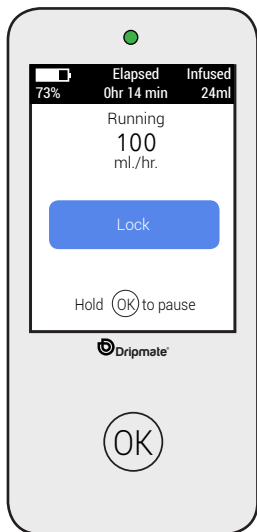 Elapsed Infused
73% 0hr 14 min 24ml
Running
100
ml./hr.
Lock
Hold OK to pause
Dripmate®
OK